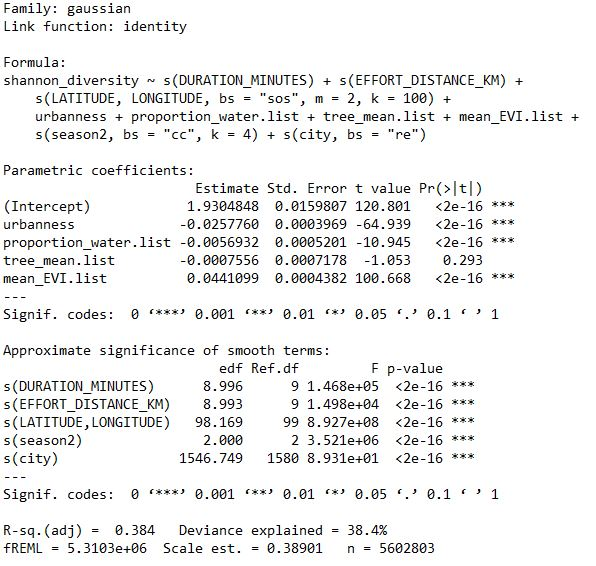 Family: gaussian
Link function: identity

Formula:
shannon_diversity ~ s(DURATION_MINUTES) + s(EFFORT_DISTANCE_KM) +
    s(LATITUDE, LONGITUDE, bs = "sos", m = 2, k = 100) +
    urbanness + proportion_water.list + tree_mean.list + mean_EVI.list +
    s(season2, bs = "cc", k = 4) + s(city, bs = "re")

Parametric coefficients:
                        Estimate Std. Error t value Pr(>|t|)
(Intercept)            1.9304848  0.0159807 120.801   <2e-16 ***
urbanness             -0.0257760  0.0003969 -64.939   <2e-16 ***
proportion_water.list -0.0056932  0.0005201 -10.945   <2e-16 ***
tree_mean.list        -0.0007556  0.0007178  -1.053    0.293
mean_EVI.list          0.0441099  0.0004382 100.668   <2e-16 ***
---
Signif. codes:  0 ‘***’ 0.001 ‘**’ 0.01 ‘*’ 0.05 ‘.’ 0.1 ‘ ’ 1

Approximate significance of smooth terms:
                           edf Ref.df         F p-value
s(DURATION_MINUTES)      8.996      9 1.468e+05  <2e-16 ***
s(EFFORT_DISTANCE_KM)    8.993      9 1.498e+04  <2e-16 ***
s(LATITUDE,LONGITUDE)   98.169     99 8.927e+08  <2e-16 ***
s(season2)               2.000      2 3.521e+06  <2e-16 ***
s(city)               1546.749   1580 8.931e+01  <2e-16 ***
---
Signif. codes:  0 ‘***’ 0.001 ‘**’ 0.01 ‘*’ 0.05 ‘.’ 0.1 ‘ ’ 1

R-sq.(adj) =  0.384   Deviance explained = 38.4%
fREML = 5.3103e+06  Scale est. = 0.38901   n = 5602803